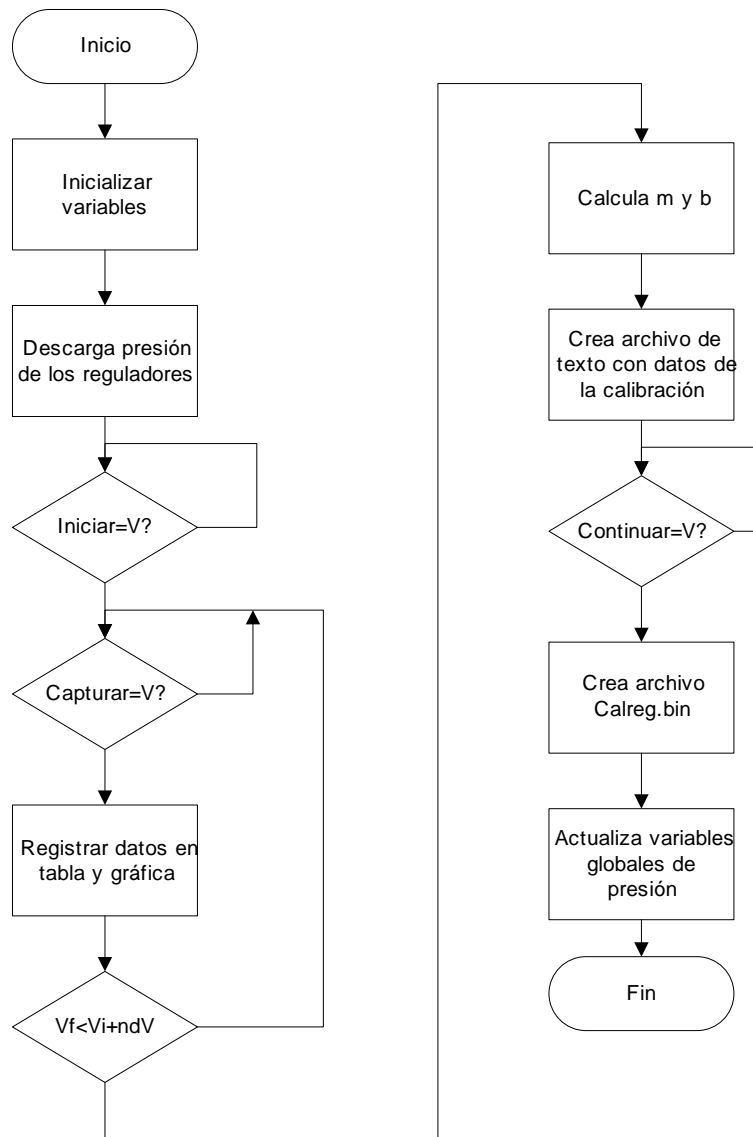 Inicio
Inicializar
variables
Descarga presión
de los reguladores
Iniciar=V?
Capturar=V?
Registrar datos en
tabla y gráfica
Vf<Vi+ndV
Calcula m y b
Crea archivo de
texto con datos de
la calibración
Continuar=V?
Crea archivo
Calreg.bin
Actualiza variables
globales de
presión
Fin